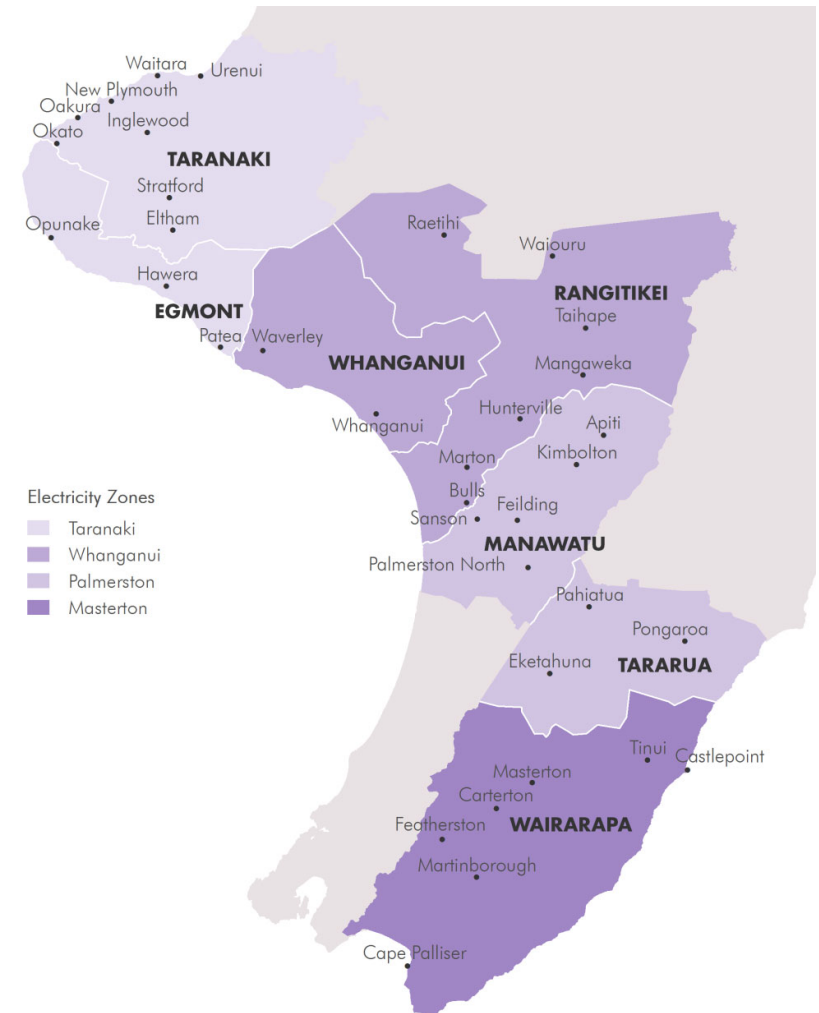 Waitara
Urenui
New Plymouth
Oakura
Inglewood
Okato
TARANAKI
Stratford
Eltham
Opunake
Raetihi
Waiouru
Hawera
RANGITIKEI
EGMONT
Taihape
Patea
Waverley
WHANGANUI
Mangaweka
Hunterville
Whanganui
Apiti
Kimbolton
Marton
Bulls
Electricity Zones
Taranaki
Whanganui
Palmerston
Masterton
Feilding
Sanson
MANAWATU
Palmerston North
Pahiatua
Pongaroa
Eketahuna
TARARUA
Tinui
Castlepoint
Masterton
Carterton
Featherston
WAIRARAPA
Martinborough
Cape Palliser